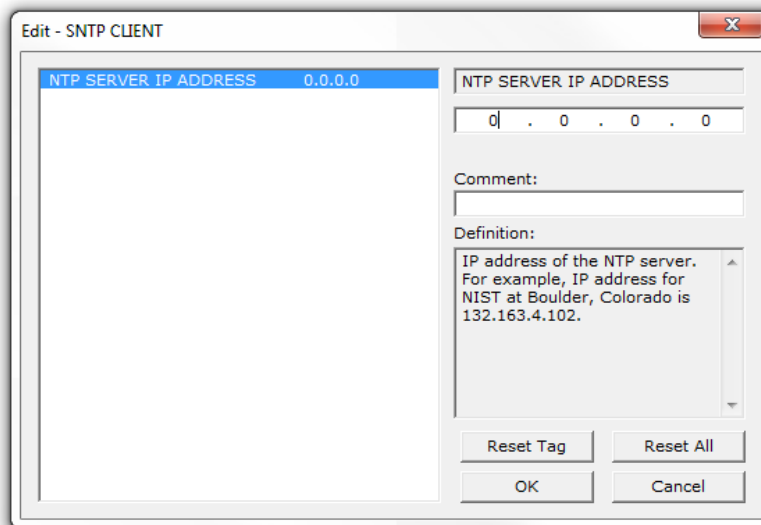 Edit - SNTP CLIENT
NTP SERVER IP ADDRESS 0.0.0.0
NTP SERVER IP ADDRESS
0 . 0 . 0 . 0
Comment:
Definition:
IP address of the NTP server.
For example, IP address for
NIST at Boulder, Colorado is
132.163.4.102.
Reset Tag Reset All
OK Cancel